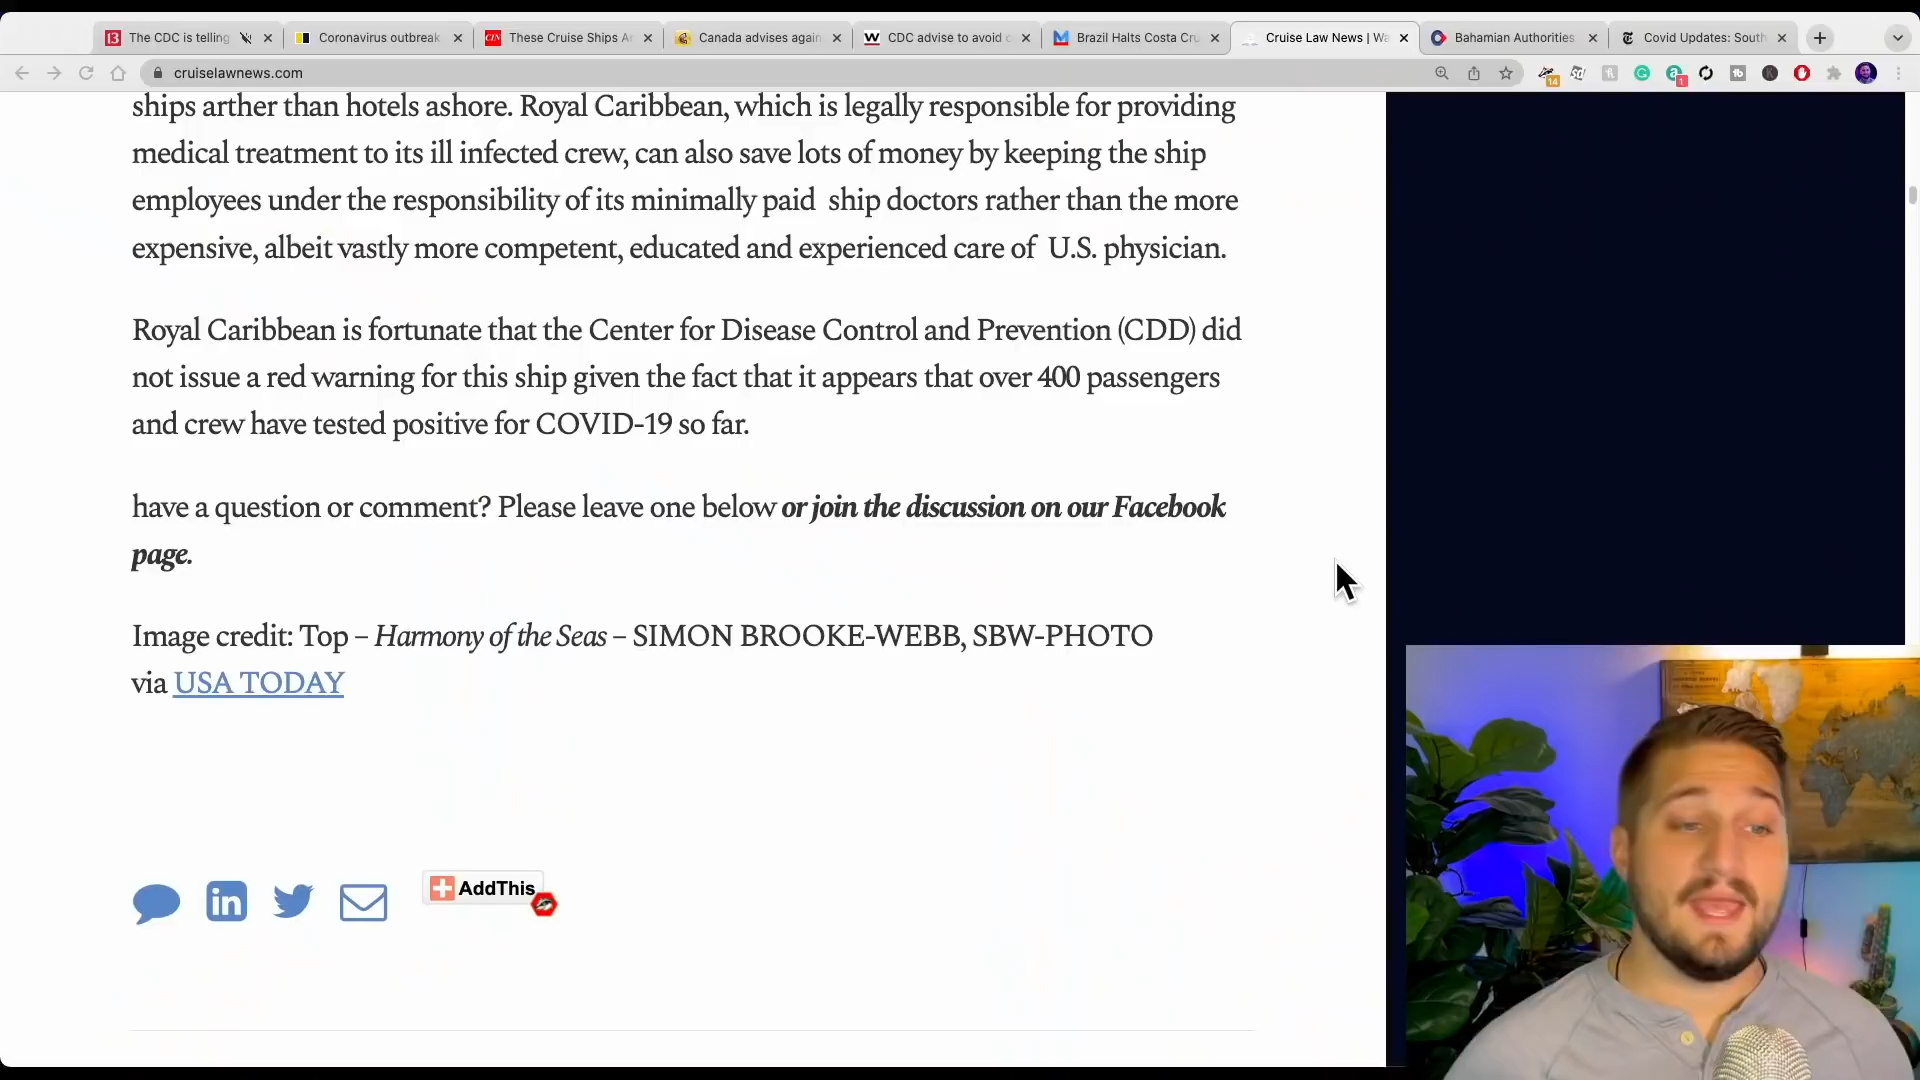 The CDC is telling
Coronavirus outbreak
CIN These Cruise Ships A
Canada advises again
W CDC advise to avoid c
Brazil Halts Costa Cru
Cruise Law News | Wa
Bahamian Authorities
Covid Updates: South
cruiselawnews.com
ships arther than hotels ashore. Royal Caribbean, which is legally responsible for providing
medical treatment to its ill infected crew, can also save lots of money by keeping the ship
employees under the responsibility of its minimally paid ship doctors rather than the more
expensive, albeit vastly more competent, educated and experienced care of U.S. physician.
Royal Caribbean is fortunate that the Center for Disease Control and Prevention (CDD) did
not issue a red warning for this ship given the fact that it appears that over 400 passengers
and crew have tested positive for COVID-19 so far.
have a question or comment? Please leave one below or join the discussion on our Facebook
page.
Image credit: Top – Harmony of the Seas – SIMON BROOKE-WEBB, SBW-PHOTO
via USA TODAY
AddThis